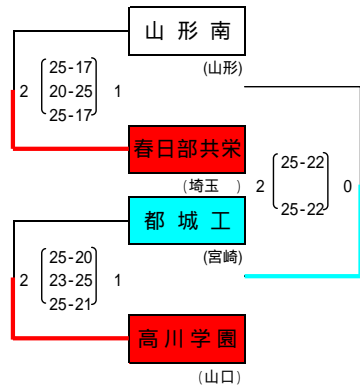 山形南
(山形)
2
25-17
20-25
25-17
1
春日部共栄
(埼玉 )
2
25-22
25-22
0
都城工
(宮崎)
2
25-20
23-25
25-21
1
高川学園
(山口)